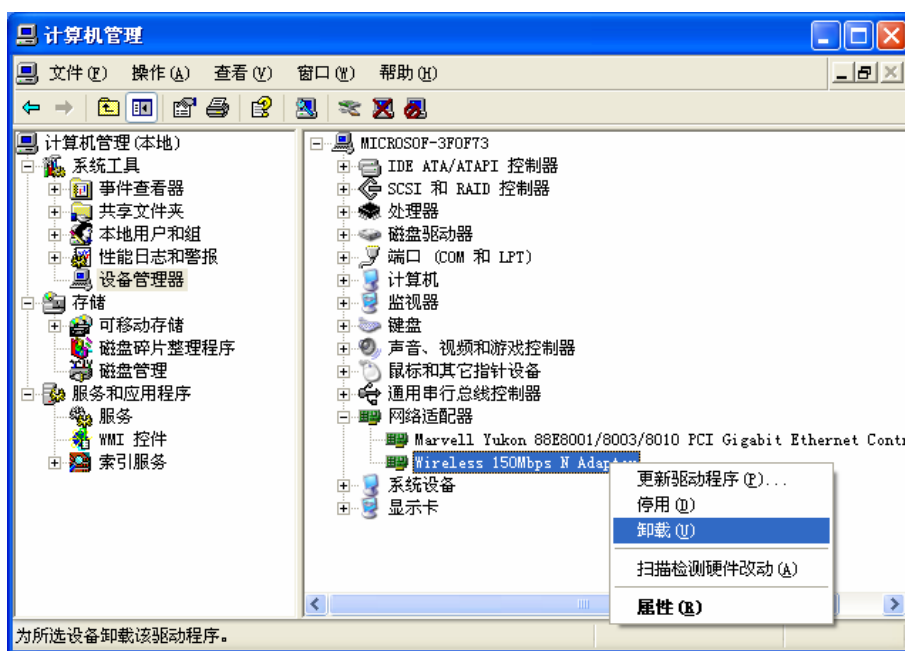 计算机管理
文件(F) 操作(A) 查看(V) 窗口(W) 帮助(H)
计算机管理(本地)
系统工具
事件查看器
共享文件夹
本地用户和组
性能日志和警报
设备管理器
存储
可移动存储
磁盘碎片整理程序
磁盘管理
服务和应用程序
服务
WMI 控件
索引服务
MICROSOF-3F0F73
IDE ATA/ATAPI 控制器
SCSI 和 RAID 控制器
处理器
磁盘驱动器
端口 (COM 和 LPT)
计算机
监视器
键盘
声音、视频和游戏控制器
鼠标和其它指针设备
通用串行总线控制器
网络适配器
Marvell Yukon 88E8001/8003/8010 PCI Gigabit Ethernet Contr
Wireless 150Mbps N Adapter
系统设备
显示卡
更新驱动程序(P)...
停用(D)
卸载(U)
扫描检测硬件改动(A)
属性(R)
为所选设备卸载该驱动程序。